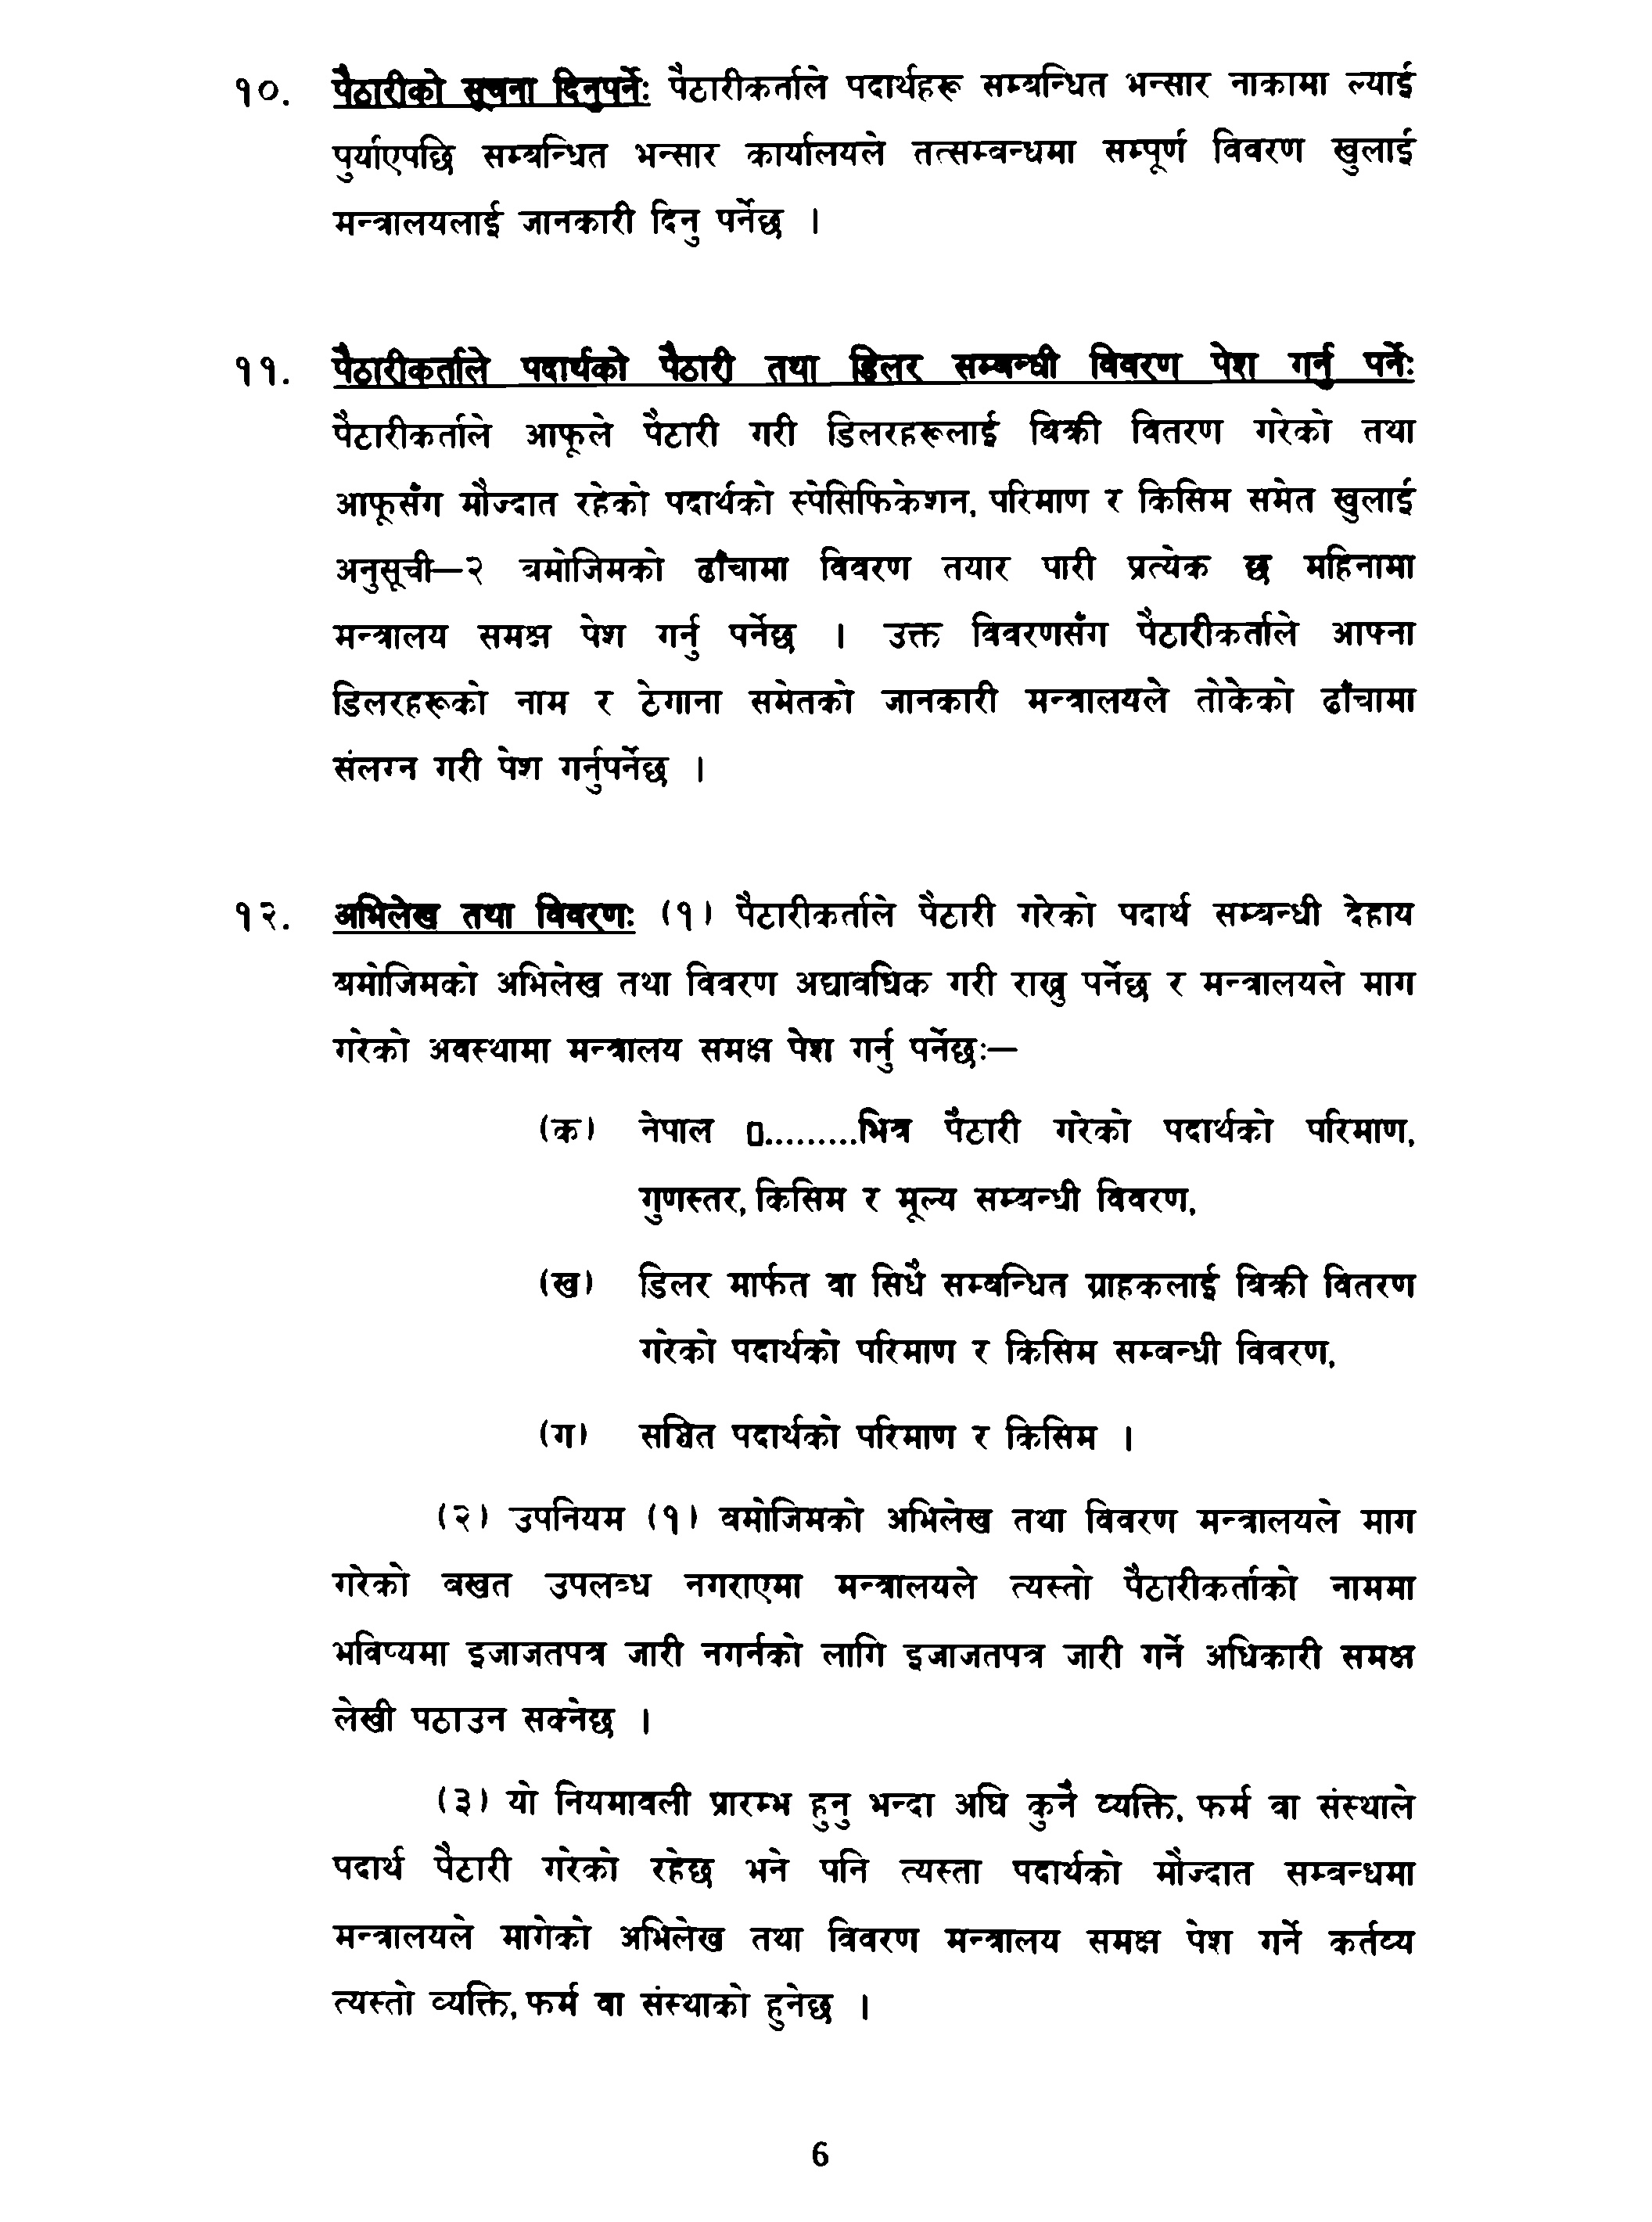 १०. पैठारीको सूचना दिनुपर्नेः पैठारीकर्ताले पदार्थहरू सम्बन्धित भन्सार नाकामा ल्याई
पुर्याएपछि सम्बन्धित भन्सार कार्यालयले तत्सम्वन्धमा सम्पूर्ण विवरण खुलाई
मन्त्रालयलाई जानकारी दिनु पर्नेछ ।
११. पैठारीकर्ताले पदार्थको पैठारी तथा डिलर सम्बन्धी विवरण पेश गर्नु पर्नेः
पैठारीकर्ताले आफूले पैठारी गरी डिलरहरूलाई बिक्री वितरण गरेको तथा
आफूसँग मौज्दात रहेको पदार्थको स्पेसिफिकेशन, परिमाण र किसिम समेत खुलाई
अनुसूची–२ बमोजिमको ढाँचामा विवरण तयार पारी प्रत्येक छ महिनामा
मन्त्रालय समक्ष पेश गर्नु पर्नेछ । उक्त विवरणसँग पैठारीकर्ताले आफ्ना
डिलरहरूको नाम र ठेगाना समेतको जानकारी मन्त्रालयले तोकेको ढाँचामा
संलग्न गरी पेश गर्नुपर्नेछ ।
१२. अभिलेख तथा विवरणः (१) पैठारीकर्ताले पैठारी गरेको पदार्थ सम्बन्धी देहाय
बमोजिमको अभिलेख तथा विवरण अद्यावधिक गरी राख्नु पर्नेछ र मन्त्रालयले माग
गरेको अवस्थामा मन्त्रालय समक्ष पेश गर्नु पर्नेछः–
(क) नेपाल ▯.........भित्र पैठारी गरेको पदार्थको परिमाण,
गुणस्तर, किसिम र मूल्य सम्बन्धी विवरण,
(ख) डिलर मार्फत वा सिधै सम्बन्धित ग्राहकलाई बिक्री वितरण
गरेको पदार्थको परिमाण र किसिम सम्वन्धी विवरण,
(ग) सञ्चित पदार्थको परिमाण र किसिम ।
(२) उपनियम (१) बमोजिमको अभिलेख तथा विवरण मन्त्रालयले माग
गरेको बखत उपलब्ध नगराएमा मन्त्रालयले त्यस्तो पैठारीकर्ताको नाममा
भविष्यमा इजाजतपत्र जारी नगर्नको लागि इजाजतपत्र जारी गर्ने अधिकारी समक्ष
लेखी पठाउन सक्नेछ ।
(३) यो नियमावली प्रारम्भ हुनु भन्दा अघि कुनै व्यक्ति, फर्म वा संस्थाले
पदार्थ पैठारी गरेको रहेछ भने पनि त्यस्ता पदार्थको मौज्दात सम्बन्धमा
मन्त्रालयले मागेको अभिलेख तथा विवरण मन्त्रालय समक्ष पेश गर्ने कर्तव्य
त्यस्तो व्यक्ति, फर्म वा संस्थाको हुनेछ ।
6